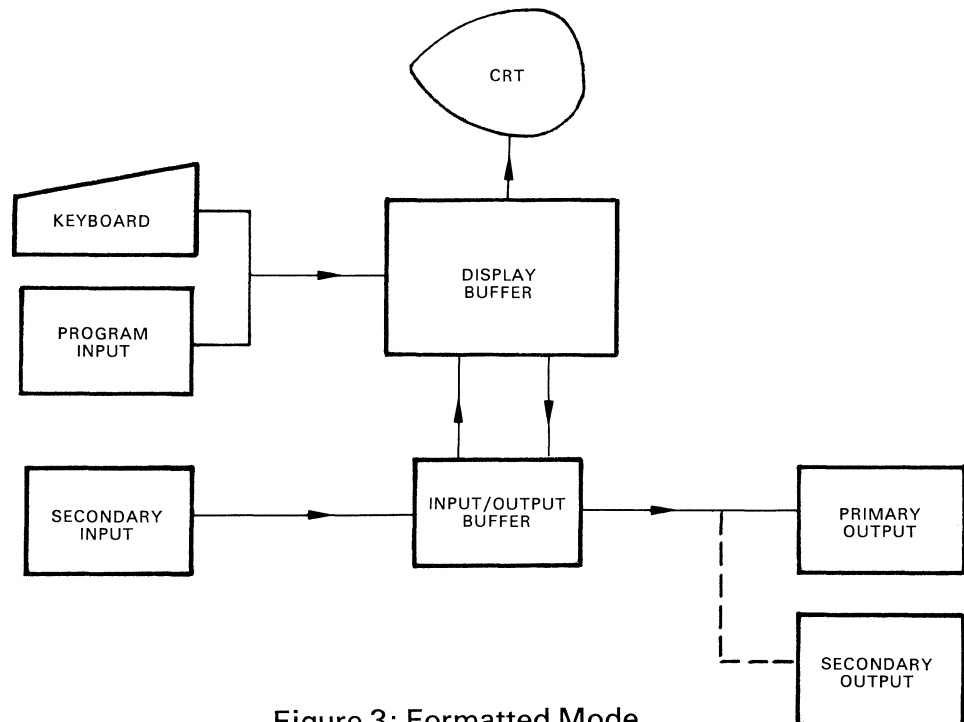 CRT
KEYBOARD
DISPLAY
BUFFER
PROGRAM
INPUT
INPUT/OUTPUT
BUFFER
SECONDARY
INPUT
PRIMARY
OUTPUT
SECONDARY
OUTPUT
Figure 3: Formatted Mode